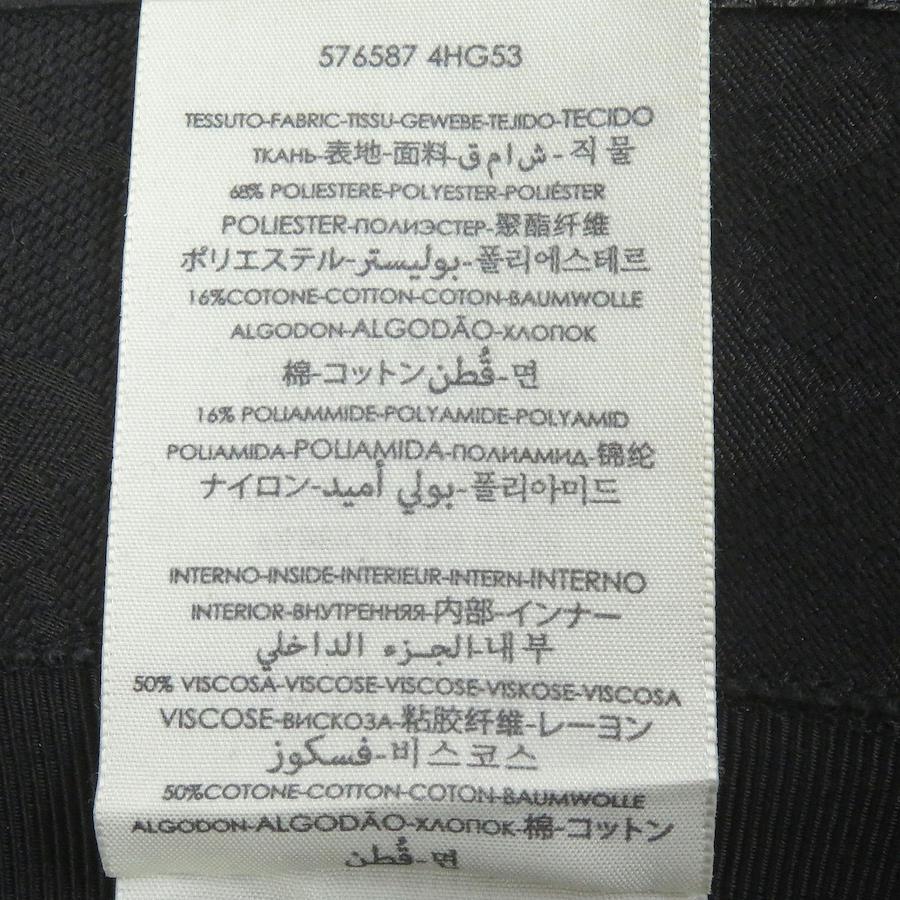 576587 4HG53
TESSUTO-FABRIC-TISSU-GEWEBE-TEJIDO-TECIDO
ТКАНЬ-表地-面料-ش ا م ق-직 물
68% POLIESTERE-POLYESTER-POLIÉSTER
POLIESTER-ПОЛИЭСТЕР-聚酯纤维
ポリエステル-بوليستر-폴리에스테르
16%COTONE-COTTON-COTON-BAUMWOLLE
ALGODON-ALGODÃO-ХЛОПОК
棉-コットン-قُطن-면
16% POLIAMMIDE-POLYAMIDE-POLYAMID
POLIAMIDA-POLIAMIDA-ПОЛИАМИД-锦纶
ナイロン-بولي أميد-폴리아미드
INTERNO-INSIDE-INTERIEUR-INTERN-INTERNO
INTERIOR-ВНУТРЕННЯЯ-内部-インナー
الجزء الداخلي-내부
50% VISCOSA-VISCOSE-VISCOSE-VISKOSE-VISCOSA
VISCOSE-ВИСКОЗА-粘胶纤维-レーヨン
فسكوز-비스코스
50%COTONE-COTTON-COTON-BAUMWOLLE
ALGODON-ALGODÃO-ХЛОПОК-棉-コットン
قُطن-면